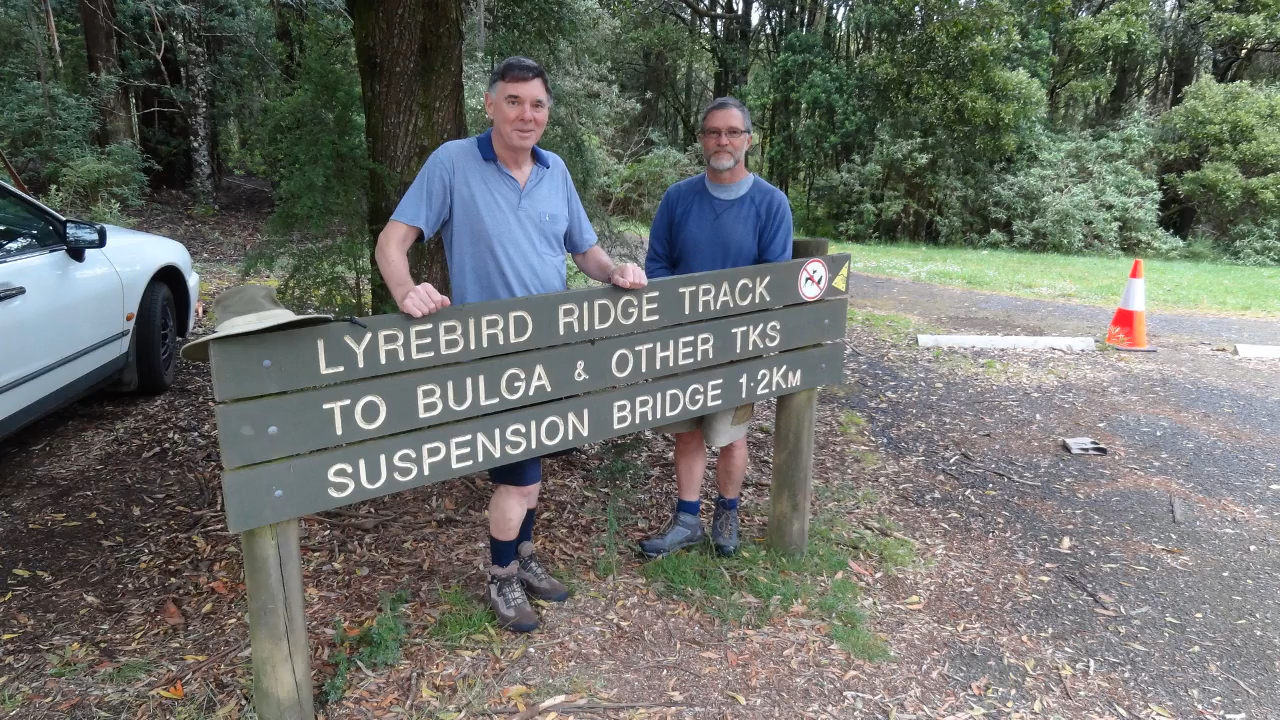 LYREBIRD RIDGE TRACK
TO BULGA & OTHER TKS
SUSPENSION BRIDGE 1·2KM